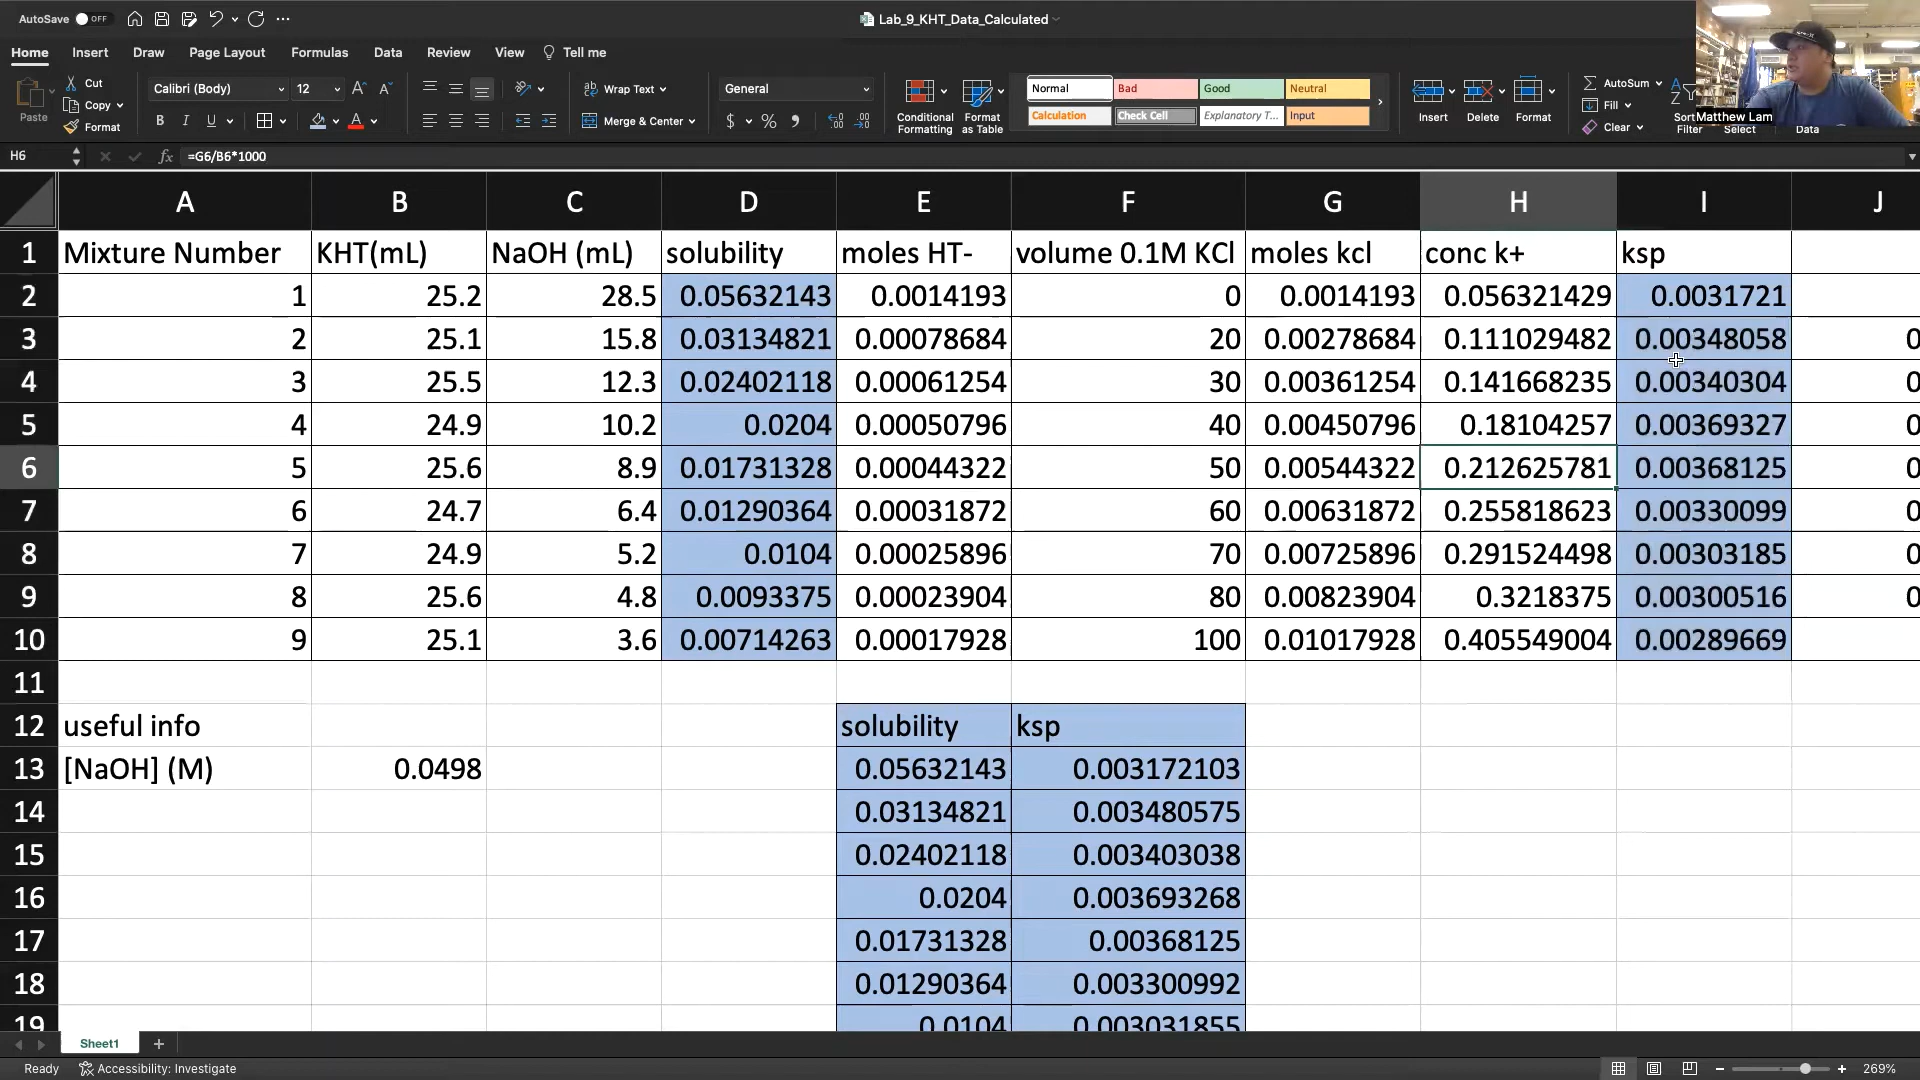 AutoSave OFF
Lab_9_KHT_Data_Calculated
Home Insert Draw Page Layout Formulas Data Review View Tell me
Paste
Cut
Copy
Format
Calibri (Body) 12 A A
B I U A
Wrap Text
Merge & Center
General
$ % 9
Conditional Formatting
Format as Table
Normal Bad Good Neutral
Calculation Check Cell Explanatory T... Input
Insert Delete Format
AutoSum
Fill
Clear
Sort
Filter
Select
Data
Matthew Lam
H6 fx =G6/B6*1000
A B C D E F G H I J
1 Mixture Number KHT(mL) NaOH (mL) solubility moles HT- volume 0.1M KCl moles kcl conc k+ ksp
2 1 25.2 28.5 0.05632143 0.0014193 0 0.0014193 0.056321429 0.0031721
3 2 25.1 15.8 0.03134821 0.00078684 20 0.00278684 0.111029482 0.00348058 0
4 3 25.5 12.3 0.02402118 0.00061254 30 0.00361254 0.141668235 0.00340304 0
5 4 24.9 10.2 0.0204 0.00050796 40 0.00450796 0.18104257 0.00369327 0
6 5 25.6 8.9 0.01731328 0.00044322 50 0.00544322 0.212625781 0.00368125 0
7 6 24.7 6.4 0.01290364 0.00031872 60 0.00631872 0.255818623 0.00330099 0
8 7 24.9 5.2 0.0104 0.00025896 70 0.00725896 0.291524498 0.00303185 0
9 8 25.6 4.8 0.0093375 0.00023904 80 0.00823904 0.3218375 0.00300516 0
10 9 25.1 3.6 0.00714263 0.00017928 100 0.01017928 0.405549004 0.00289669
11
12 useful info solubility ksp
13 [NaOH] (M) 0.0498 0.05632143 0.003172103
14 0.03134821 0.003480575
15 0.02402118 0.003403038
16 0.0204 0.003693268
17 0.01731328 0.00368125
18 0.01290364 0.003300992
19 0.0104 0.003031855
Sheet1 +
Ready Accessibility: Investigate 269%